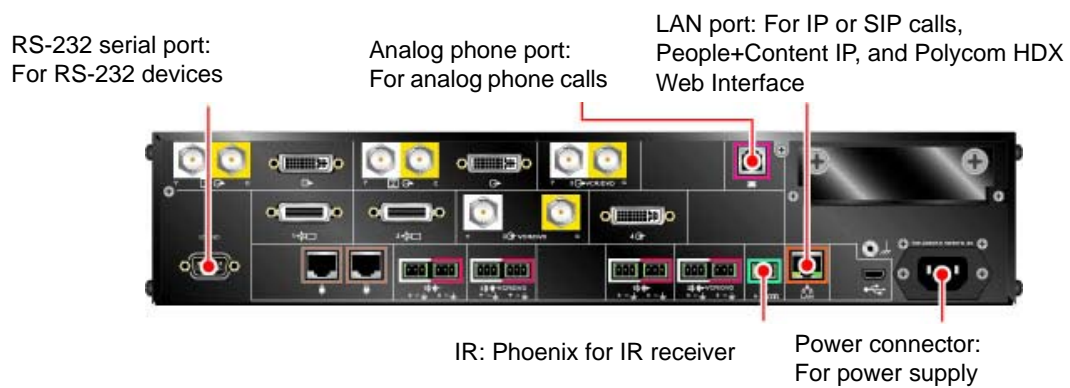 LAN port: For IP or SIP calls,
People+Content IP, and Polycom HDX
Web Interface
RS-232 serial port:
For RS-232 devices
Analog phone port:
For analog phone calls
IR: Phoenix for IR receiver
Power connector:
For power supply
LAN